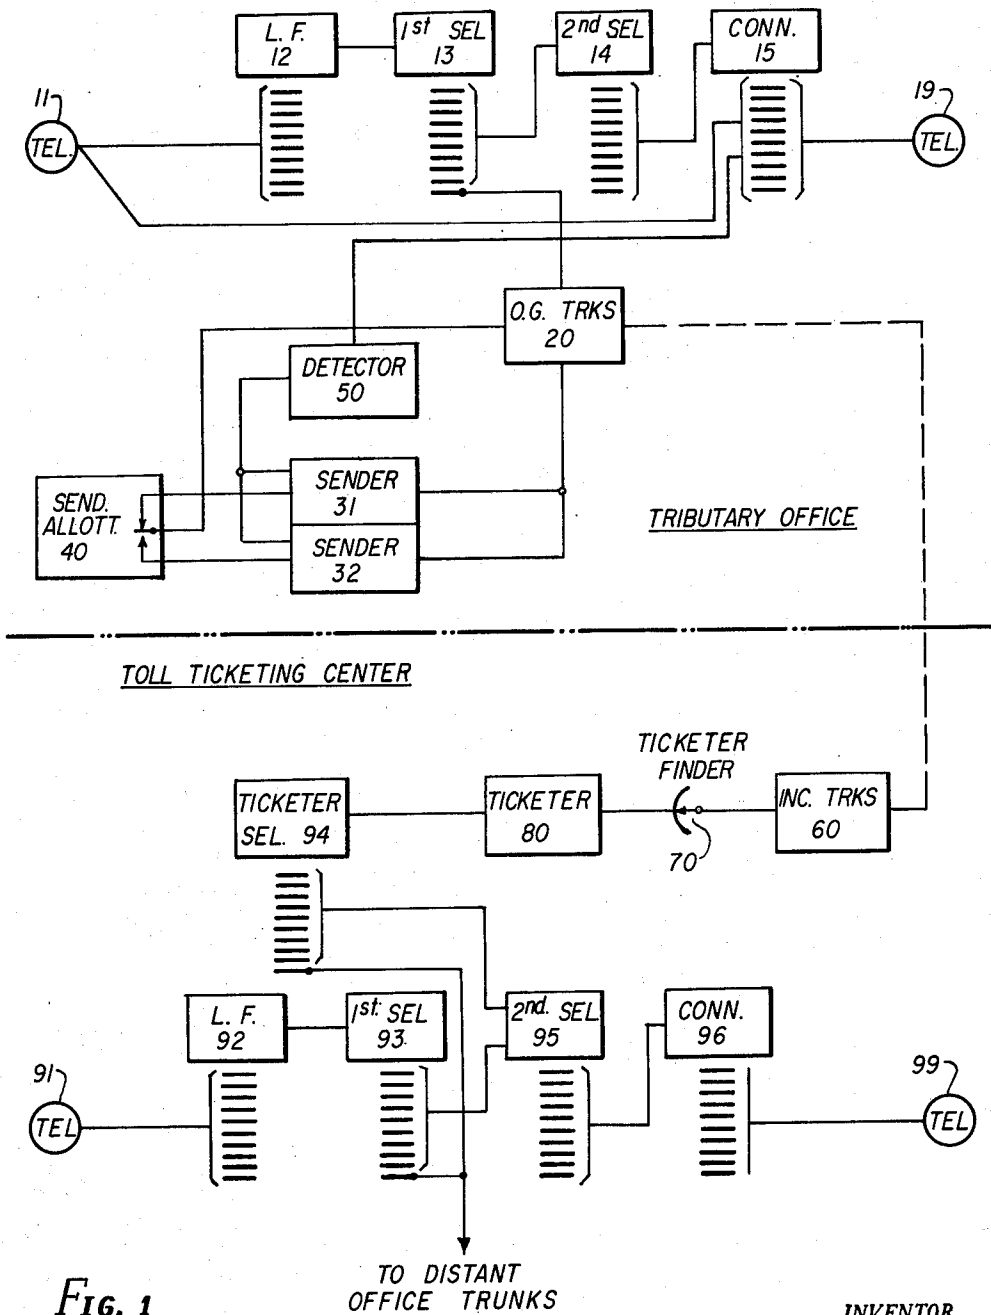 L. F.
12
1st SEL
13
2nd SEL
14
CONN.
15
11
TEL.
19
TEL.
O.G. TRKS
20
DETECTOR
50
SENDER
31
SENDER
32
SEND.
ALLOTT.
40
TRIBUTARY OFFICE
TOLL TICKETING CENTER
TICKETER
FINDER
TICKETER
SEL. 94
TICKETER
80
70
INC. TRKS
60
L. F.
92
1st. SEL
93.
2nd. SEL
95
CONN.
96
91
TEL
99
TEL
TO DISTANT
OFFICE TRUNKS
FIG. 1
INVENTOR